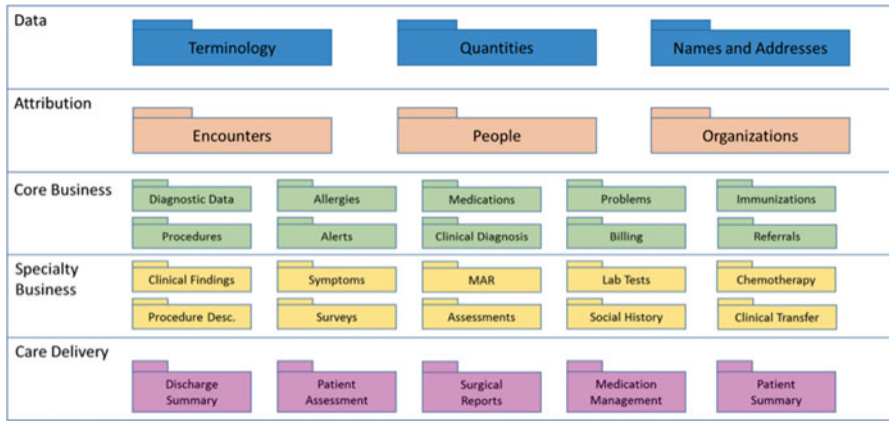 Data
Terminology Quantities Names and Addresses
Attribution
Encounters People Organizations
Core Business
Diagnostic Data Allergies Medications Problems Immunizations
Procedures Alerts Clinical Diagnosis Billing Referrals
Specialty
Business
Clinical Findings Symptoms MAR Lab Tests Chemotherapy
Procedure Desc. Surveys Assessments Social History Clinical Transfer
Care Delivery
Discharge
Summary
Patient
Assessment
Surgical
Reports
Medication
Management
Patient
Summary